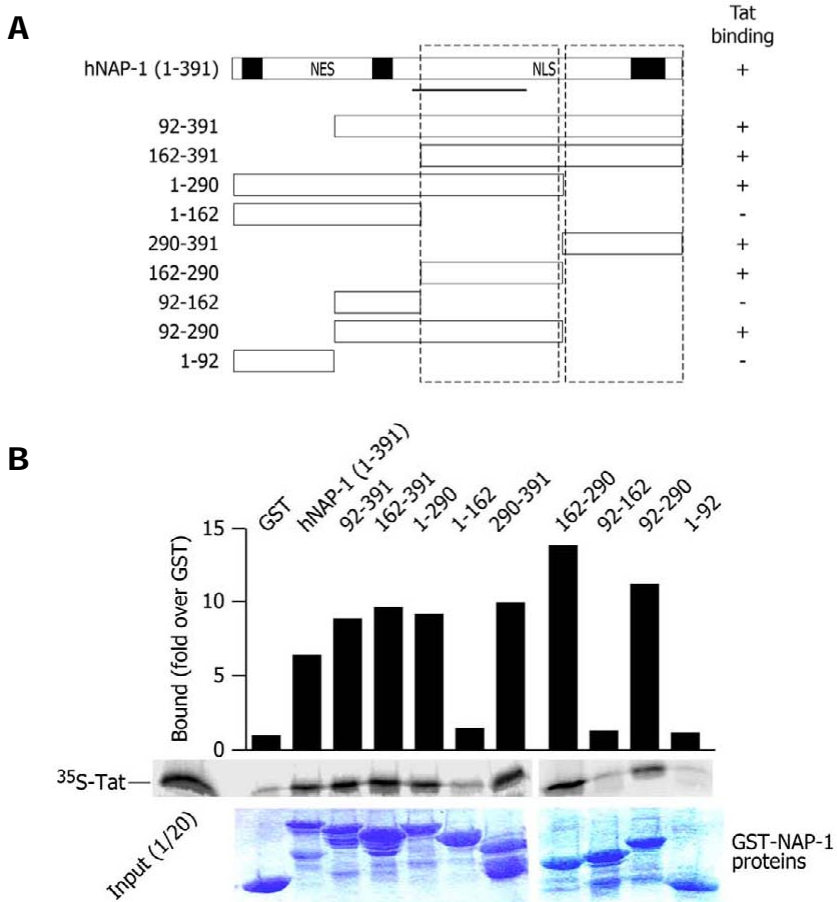 A
Tat
binding
hNAP-1 (1-391) NES NLS +
92-391 +
162-391 +
1-290 +
1-162 -
290-391 +
162-290 +
92-162 -
92-290 +
1-92 -
B
GST
hNAP-1 (1-391)
92-391
162-391
1-290
1-162
290-391
162-290
92-162
92-290
1-92
Bound (fold over GST)
15
10
5
0
35S-Tat
Input (1/20)
GST-NAP-1
proteins